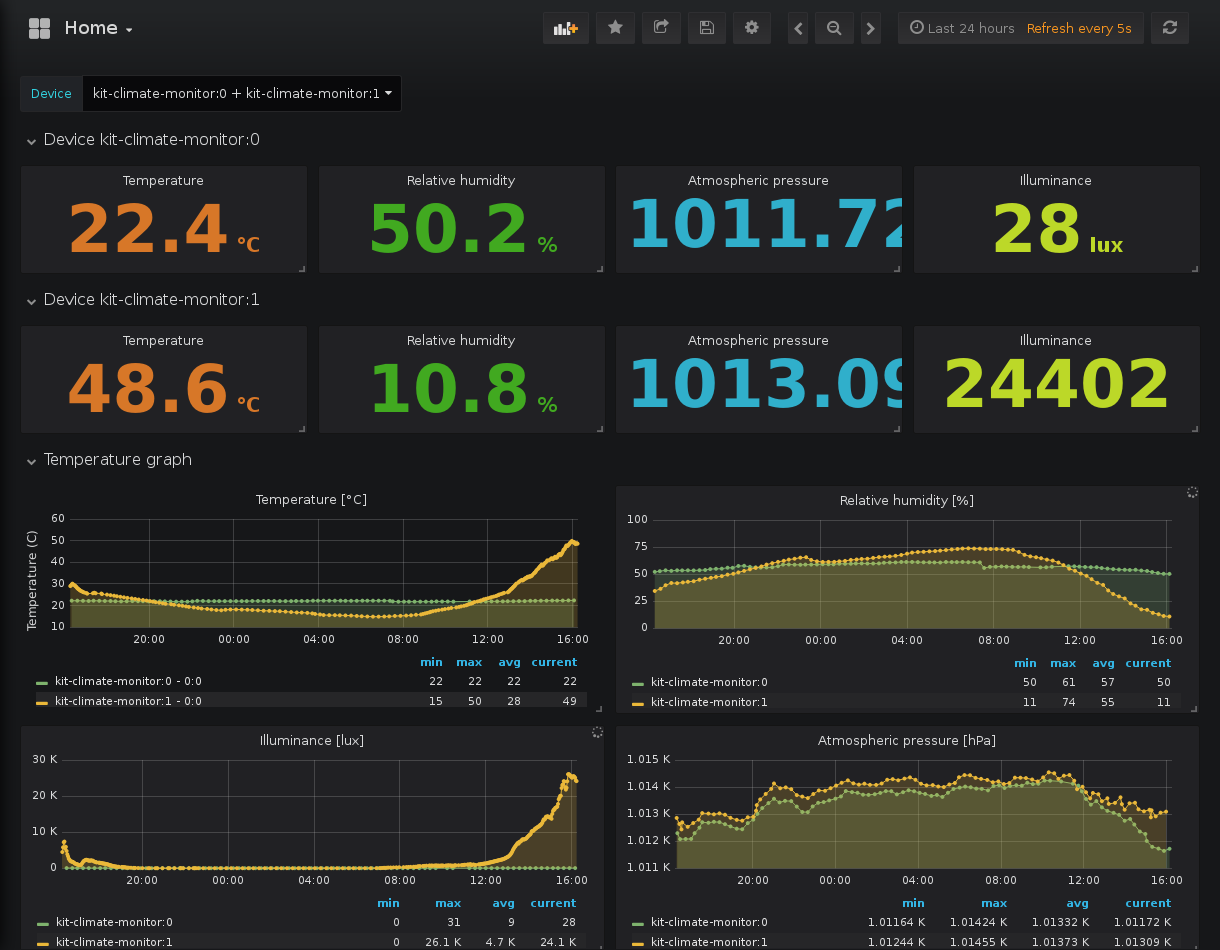 Home
Last 24 hours Refresh every 5s
Device kit-climate-monitor:0 + kit-climate-monitor:1
Device kit-climate-monitor:0
Temperature Relative humidity Atmospheric pressure Illuminance
22.4 °C 50.2 % 1011.72 28 lux
Device kit-climate-monitor:1
Temperature Relative humidity Atmospheric pressure Illuminance
48.6 °C 10.8 % 1013.09 24402
Temperature graph
Temperature [°C]
Temperature (C)
60
50
40
30
20
10
20:00 00:00 04:00 08:00 12:00 16:00
min max avg current
kit-climate-monitor:0 - 0:0 22 22 22 22
kit-climate-monitor:1 - 0:0 15 50 28 49
Relative humidity [%]
100
75
50
25
0
20:00 00:00 04:00 08:00 12:00 16:00
min max avg current
kit-climate-monitor:0 50 61 57 50
kit-climate-monitor:1 11 74 55 11
Illuminance [lux]
30 K
20 K
10 K
0
20:00 00:00 04:00 08:00 12:00 16:00
min max avg current
kit-climate-monitor:0 0 31 9 28
kit-climate-monitor:1 0 26.1 K 4.7 K 24.1 K
Atmospheric pressure [hPa]
1.015 K
1.014 K
1.013 K
1.012 K
1.011 K
20:00 00:00 04:00 08:00 12:00 16:00
min max avg current
kit-climate-monitor:0 1.01164 K 1.01424 K 1.01332 K 1.01172 K
kit-climate-monitor:1 1.01244 K 1.01455 K 1.01373 K 1.01309 K